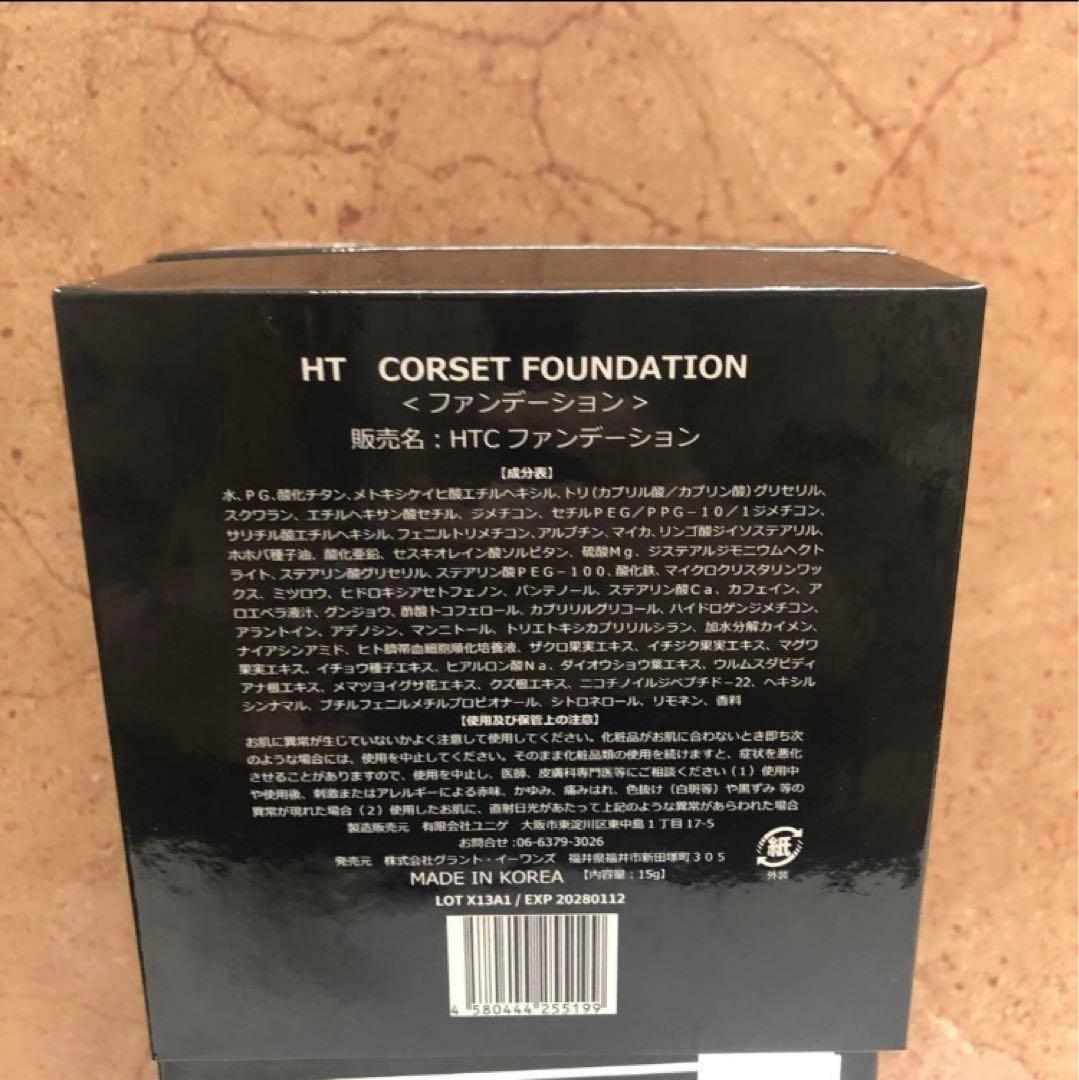 HT CORSET FOUNDATION
<ファンデーション>
販売名:HTCファンデーション
【成分表】
水、PG、酸化チタン、メトキシケイヒ酸エチルヘキシル、トリ(カプリル酸/カプリン酸)グリセリル、
スクワラン、エチルヘキサン酸セチル、ジメチコン、セチルPEG/PPG-10/1ジメチコン、
サリチル酸エチルヘキシル、フェニルトリメチコン、アルブチン、マイカ、リンゴ酸ジイソステアリル、
ホホバ種子油、酸化亜鉛、セスキオレイン酸ソルビタン、硫酸Mg、ジステアルジモニウムヘクト
ライト、ステアリン酸グリセリル、ステアリン酸PEG-100、酸化鉄、マイクロクリスタリンワッ
クス、ミツロウ、ヒドロキシアセトフェノン、パンテノール、ステアリン酸Ca、カフェイン、ア
ロエベラ液汁、グンジョウ、酢酸トコフェロール、カプリリルグリコール、ハイドロゲンジメチコン、
アラントイン、アデノシン、マンニトール、トリエトキシカプリリルシラン、加水分解カイメン、
ナイアシンアミド、ヒト臍帯血細胞順化培養液、ザクロ果実エキス、イチジク果実エキス、マグワ
果実エキス、イチョウ種子エキス、ヒアルロン酸Na、ダイオウショウ葉エキス、ウルムスダビディ
アナ根エキス、メマツヨイグサ花エキス、クズ根エキス、ニコチノイルジペプチド-22、ヘキシル
シンナマル、ブチルフェニルメチルプロピオナール、シトロネロール、リモネン、香料
【使用及び保管上の注意】
お肌に異常が生じていないかよく注意して使用してください。化粧品がお肌に合わないとき即ち次
のような場合には、使用を中止してください。そのまま化粧品類の使用を続けますと、症状を悪化
させることがありますので、使用を中止し、医師、皮膚科専門医等にご相談ください(1)使用中
や使用後、刺激またはアレルギーによる赤味、かゆみ、痛みはれ、色抜け(白斑等)や黒ずみ 等の
異常が現れた場合(2)使用したお肌に、直射日光があたって上記のような異常があらわれた場合
製造販売元 有限会社ユニゲ 大阪市東淀川区東中島1丁目17-5
お問合せ:06-6379-3026
発売元 株式会社グラント・イーワンズ 福井県福井市新田塚町305
MADE IN KOREA 【内容量:15g】
LOT X13A1 / EXP 20280112
紙
外装
4 580444 255199